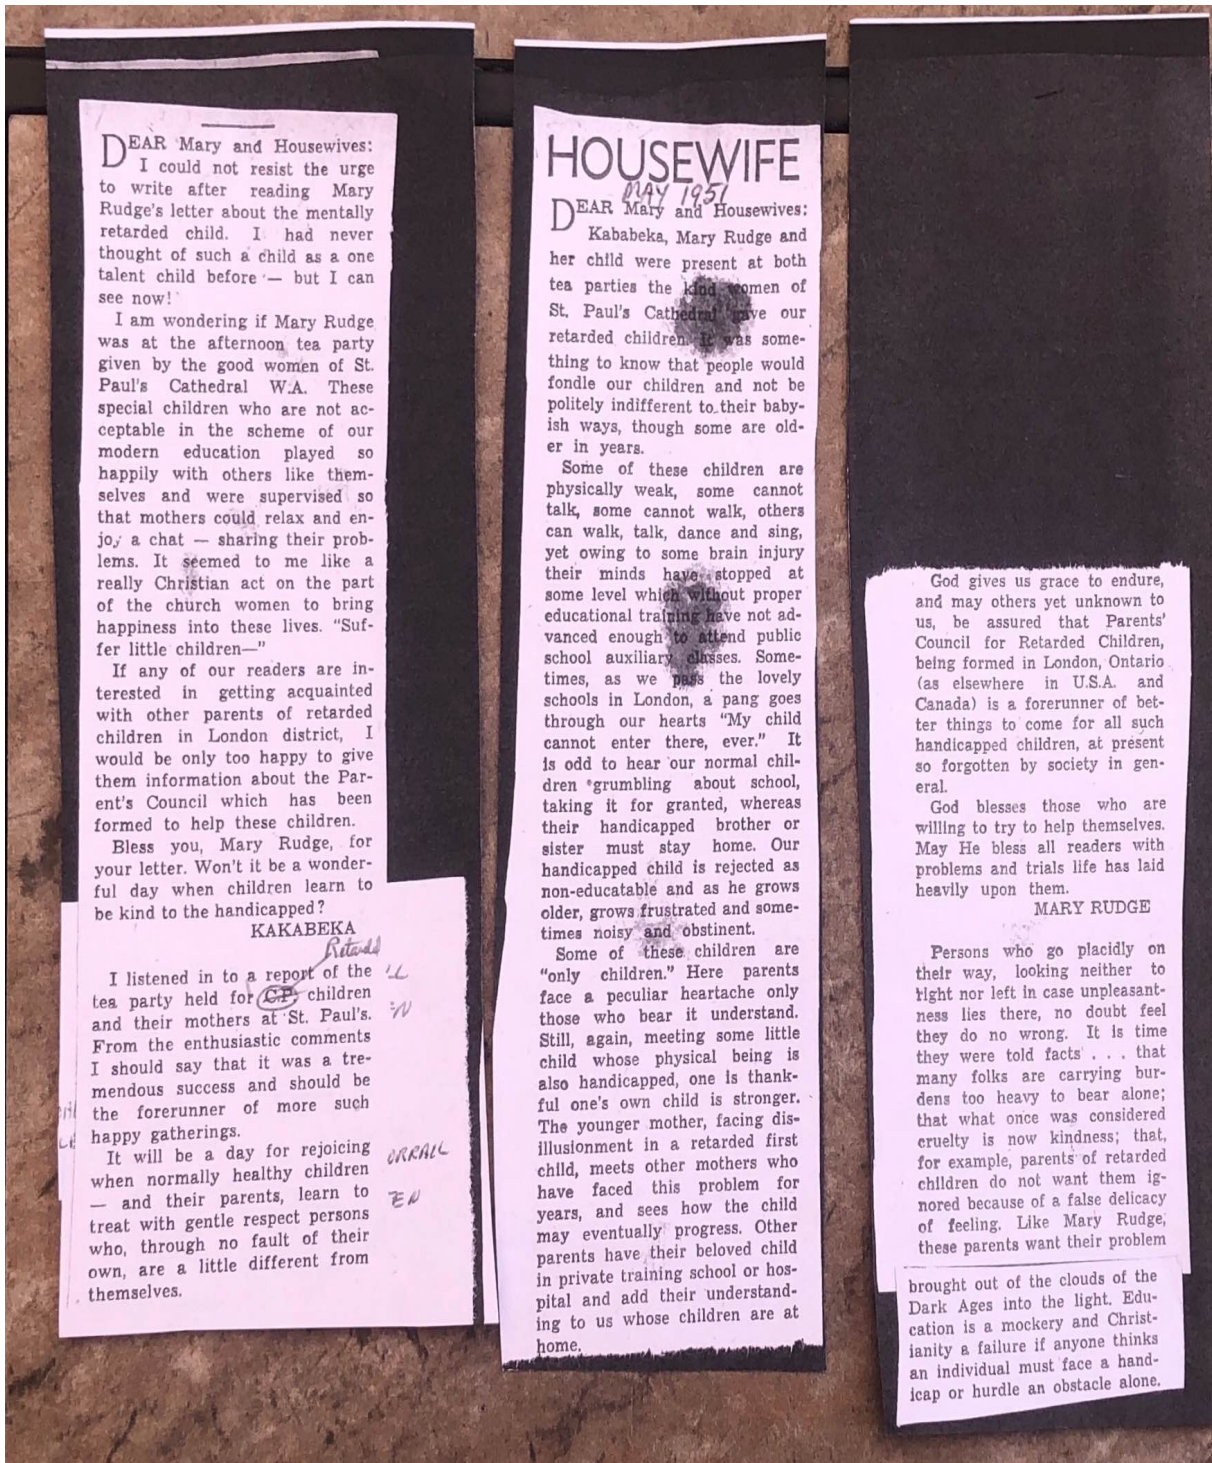 DEAR Mary and Housewives:
I could not resist the urge
to write after reading Mary
Rudge's letter about the mentally
retarded child. I had never
thought of such a child as a one
talent child before — but I can
see now!
I am wondering if Mary Rudge
was at the afternoon tea party
given by the good women of St.
Paul's Cathedral W.A. These
special children who are not ac-
ceptable in the scheme of our
modern education played so
happily with others like them-
selves and were supervised so
that mothers could relax and en-
joy a chat — sharing their prob-
lems. It seemed to me like a
really Christian act on the part
of the church women to bring
happiness into these lives. "Suf-
fer little children—"
If any of our readers are in-
terested in getting acquainted
with other parents of retarded
children in London district, I
would be only too happy to give
them information about the Par-
ent's Council which has been
formed to help these children.
Bless you, Mary Rudge, for
your letter. Won't it be a wonder-
ful day when children learn to
be kind to the handicapped?
KAKABEKA
Retard
I listened in to a report of the
tea party held for C.P. children
and their mothers at St. Paul's.
From the enthusiastic comments
I should say that it was a tre-
mendous success and should be
the forerunner of more such
happy gatherings.
It will be a day for rejoicing
when normally healthy children
— and their parents, learn to
treat with gentle respect persons
who, through no fault of their
own, are a little different from
themselves.
ORRALL
EN
HOUSEWIFE
MAY 1951
DEAR Mary and Housewives:
Kababeka, Mary Rudge and
her child were present at both
tea parties the kind women of
St. Paul's Cathedral gave our
retarded children. It was some-
thing to know that people would
fondle our children and not be
politely indifferent to their baby-
ish ways, though some are old-
er in years.
Some of these children are
physically weak, some cannot
talk, some cannot walk, others
can walk, talk, dance and sing,
yet owing to some brain injury
their minds have stopped at
some level which without proper
educational training have not ad-
vanced enough to attend public
school auxiliary classes. Some-
times, as we pass the lovely
schools in London, a pang goes
through our hearts "My child
cannot enter there, ever." It
is odd to hear our normal chil-
dren grumbling about school,
taking it for granted, whereas
their handicapped brother or
sister must stay home. Our
handicapped child is rejected as
non-educatable and as he grows
older, grows frustrated and some-
times noisy and obstinent.
Some of these children are
"only children." Here parents
face a peculiar heartache only
those who bear it understand.
Still, again, meeting some little
child whose physical being is
also handicapped, one is thank-
ful one's own child is stronger.
The younger mother, facing dis-
illusionment in a retarded first
child, meets other mothers who
have faced this problem for
years, and sees how the child
may eventually progress. Other
parents have their beloved child
in private training school or hos-
pital and add their understand-
ing to us whose children are at
home.
God gives us grace to endure,
and may others yet unknown to
us, be assured that Parents'
Council for Retarded Children,
being formed in London, Ontario
(as elsewhere in U.S.A. and
Canada) is a forerunner of bet-
ter things to come for all such
handicapped children, at present
so forgotten by society in gen-
eral.
God blesses those who are
willing to try to help themselves.
May He bless all readers with
problems and trials life has laid
heavily upon them.
MARY RUDGE
Persons who go placidly on
their way, looking neither to
right nor left in case unpleasant-
ness lies there, no doubt feel
they do no wrong. It is time
they were told facts . . . that
many folks are carrying bur-
dens too heavy to bear alone;
that what once was considered
cruelty is now kindness; that,
for example, parents of retarded
children do not want them ig-
nored because of a false delicacy
of feeling. Like Mary Rudge,
these parents want their problem
brought out of the clouds of the
Dark Ages into the light. Edu-
cation is a mockery and Christ-
ianity a failure if anyone thinks
an individual must face a hand-
icap or hurdle an obstacle alone.